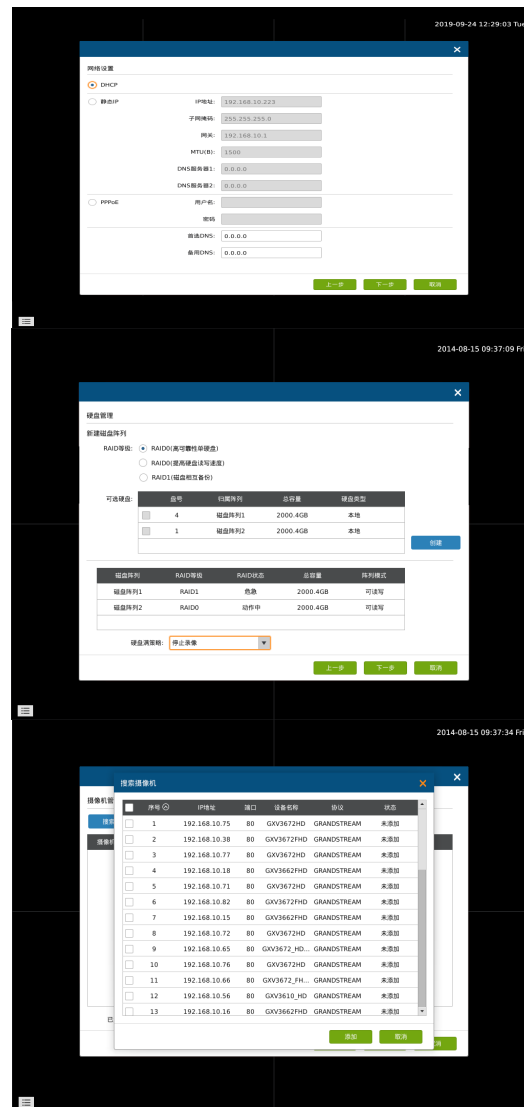 2019-09-24 12:29:03 Tue
网络设置
DHCP
静态IP IP地址: 192.168.10.223
子网掩码: 255.255.255.0
网关: 192.168.10.1
MTU(B): 1500
DNS服务器1: 0.0.0.0
DNS服务器2: 0.0.0.0
PPPoE 用户名:
密码
首选DNS: 0.0.0.0
备用DNS: 0.0.0.0
上一步 下一步 取消
2014-08-15 09:37:09 Fri
硬盘管理
新建磁盘阵列
RAID等级: RAID0(高可靠性单硬盘)
RAID0(提高硬盘读写速度)
RAID1(磁盘相互备份)
可选硬盘: 盘号 归属阵列 总容量 硬盘类型
4 磁盘阵列1 2000.4GB 本地
1 磁盘阵列2 2000.4GB 本地
创建
磁盘阵列 RAID等级 RAID状态 总容量 阵列模式
磁盘阵列1 RAID1 危急 2000.4GB 可读写
磁盘阵列2 RAID0 动作中 2000.4GB 可读写
硬盘满策略: 停止录像
上一步 下一步 取消
2014-08-15 09:37:34 Fri
搜索摄像机
摄像机管
搜索
摄像机
序号 IP地址 端口 设备名称 协议 状态
1 192.168.10.75 80 GXV3672HD GRANDSTREAM 未添加
2 192.168.10.38 80 GXV3672FHD GRANDSTREAM 未添加
3 192.168.10.77 80 GXV3672HD GRANDSTREAM 未添加
4 192.168.10.18 80 GXV3662FHD GRANDSTREAM 未添加
5 192.168.10.71 80 GXV3672HD GRANDSTREAM 未添加
6 192.168.10.82 80 GXV3672FHD GRANDSTREAM 未添加
7 192.168.10.15 80 GXV3662FHD GRANDSTREAM 未添加
8 192.168.10.72 80 GXV3672HD GRANDSTREAM 未添加
9 192.168.10.65 80 GXV3672_HD... GRANDSTREAM 未添加
10 192.168.10.76 80 GXV3672HD GRANDSTREAM 未添加
11 192.168.10.66 80 GXV3672_FH... GRANDSTREAM 未添加
12 192.168.10.56 80 GXV3610_HD GRANDSTREAM 未添加
13 192.168.10.16 80 GXV3662FHD GRANDSTREAM 未添加
已
添加 取消
消